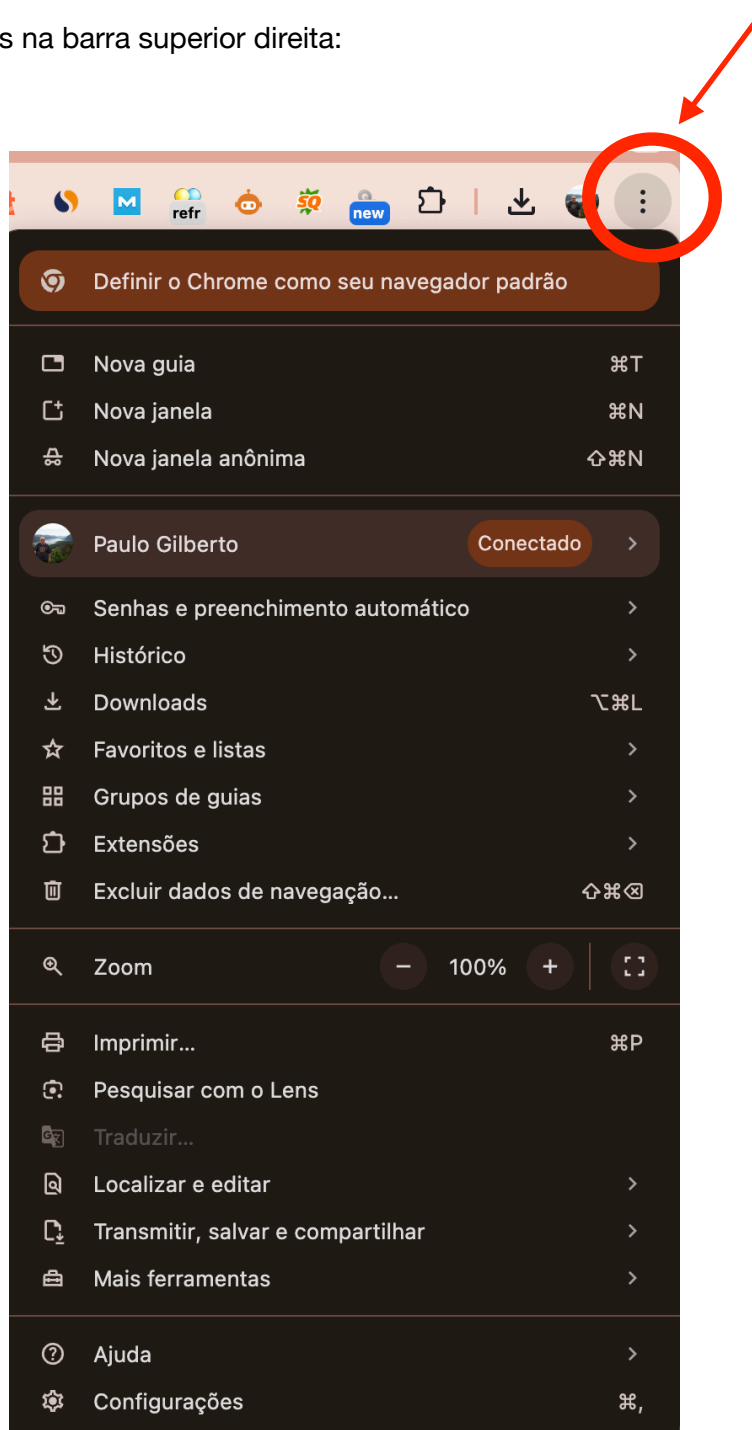 s na barra superior direita:
M
refr
SQ
new
Definir o Chrome como seu navegador padrão
Nova guia ⌘T
Nova janela ⌘N
Nova janela anônima ⇧⌘N
Paulo Gilberto Conectado
Senhas e preenchimento automático
Histórico
Downloads ⌥⌘L
Favoritos e listas
Grupos de guias
Extensões
Excluir dados de navegação... ⇧⌘⌫
Zoom − 100% +
Imprimir... ⌘P
Pesquisar com o Lens
Traduzir...
Localizar e editar
Transmitir, salvar e compartilhar
Mais ferramentas
Ajuda
Configurações ⌘,